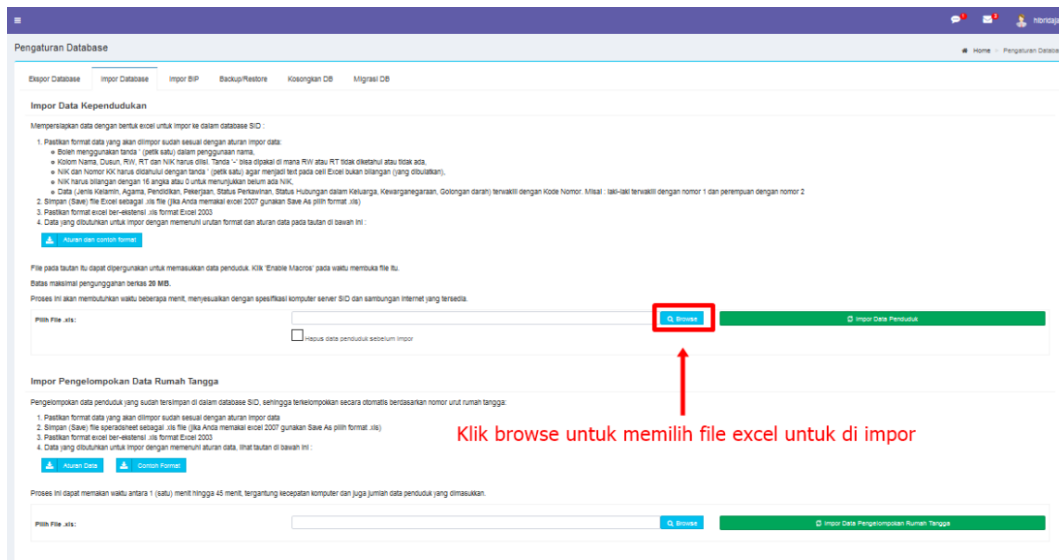 hibridaja
Pengaturan Database
Home
Pengaturan Databa
Ekspor Database
Impor Database
Impor BIP
Backup/Restore
Kosongkan DB
Migrasi DB
Impor Data Kependudukan
Mempersiapkan data dengan bentuk excel untuk Impor ke dalam database SID :
1. Pastikan format data yang akan diimpor sudah sesuai dengan aturan impor data:
Boleh menggunakan tanda ' (petik satu) dalam penggunaan nama,
Kolom Nama, Dusun, RW, RT dan NIK harus diisi. Tanda '-' bisa dipakai di mana RW atau RT tidak diketahui atau tidak ada,
NIK dan Nomor KK harus didahului dengan tanda ' (petik satu) agar menjadi text pada cell Excel bukan bilangan (yang dibulatkan),
NIK harus bilangan dengan 16 angka atau 0 untuk menunjukkan belum ada NIK,
Data (Jenis Kelamin, Agama, Pendidikan, Pekerjaan, Status Perkawinan, Status Hubungan dalam Keluarga, Kewarganegaraan, Golongan darah) terwakili dengan Kode Nomor. Misal : laki-laki terwakili dengan nomor 1 dan perempuan dengan nomor 2
2. Simpan (Save) file Excel sebagai .xls file (jika Anda memakai excel 2007 gunakan Save As pilih format .xls)
3. Pastikan format excel ber-ekstensi .xls format Excel 2003
4. Data yang dibutuhkan untuk Impor dengan memenuhi urutan format dan aturan data pada tautan di bawah ini :
Aturan dan contoh format
File pada tautan itu dapat dipergunakan untuk memasukkan data penduduk. Klik 'Enable Macros' pada waktu membuka file itu.
Batas maksimal pengunggahan berkas 20 MB.
Proses ini akan membutuhkan waktu beberapa menit, menyesuaikan dengan spesifikasi komputer server SID dan sambungan internet yang tersedia.
Pilih File .xls:
Browse
Impor Data Penduduk
Hapus data penduduk sebelum Impor
Impor Pengelompokan Data Rumah Tangga
Pengelompokan data penduduk yang sudah tersimpan di dalam database SID, sehingga terkelompokkan secara otomatis berdasarkan nomor urut rumah tangga:
1. Pastikan format data yang akan diimpor sudah sesuai dengan aturan impor data
2. Simpan (Save) file speradsheet sebagai .xls file (jika Anda memakai excel 2007 gunakan Save As pilih format .xls)
3. Pastikan format excel ber-ekstensi .xls format Excel 2003
4. Data yang dibutuhkan untuk Impor dengan memenuhi aturan data, lihat tautan di bawah ini :
Klik browse untuk memilih file excel untuk di impor
Aturan Data
Contoh Format
Proses ini dapat memakan waktu antara 1 (satu) menit hingga 45 menit, tergantung kecepatan komputer dan juga jumlah data penduduk yang dimasukkan.
Pilih File .xls:
Browse
Impor Data Pengelompokan Rumah Tangga